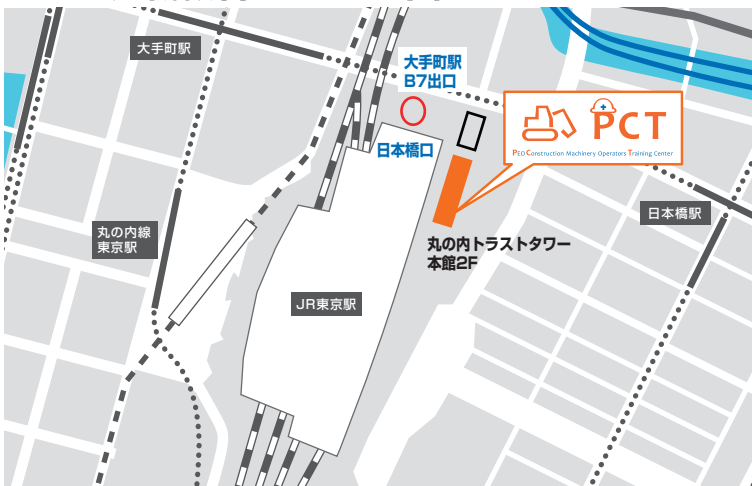 大手町駅
大手町駅
B7出口
PCT
PEO Construction Machinery Operators Training Center
日本橋口
日本橋駅
丸の内線
東京駅
丸の内トラストタワー
本館2F
JR東京駅